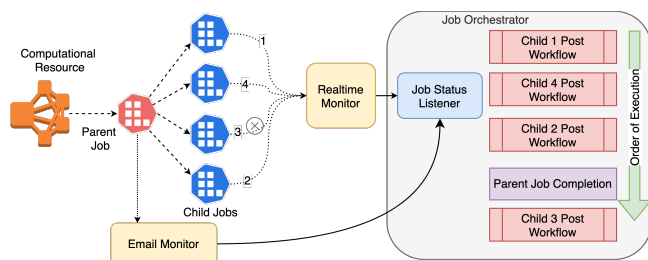 Job Orchestrator
Computational
Resource
Parent
Job
1
4
3
2
Child Jobs
Realtime
Monitor
Email Monitor
Job Status
Listener
Child 1 Post
Workflow
Child 4 Post
Workflow
Child 2 Post
Workflow
Parent Job Completion
Child 3 Post
Workflow
Order of Execution